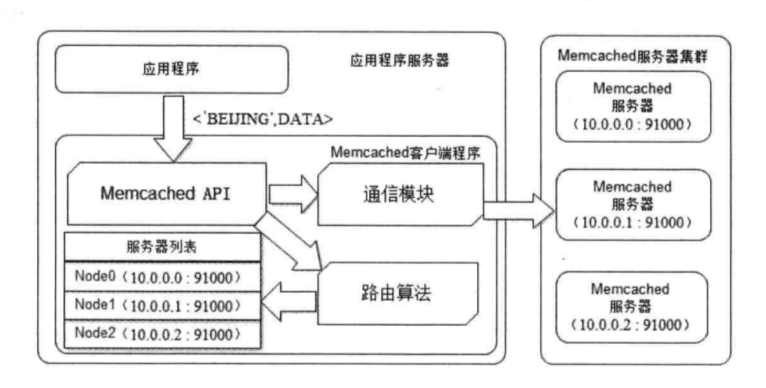 应用程序服务器
应用程序
<'BEIJING',DATA>
Memcached客户端程序
Memcached API
通信模块
服务器列表
Node0（10.0.0.0：91000）
Node1（10.0.0.1：91000）
Node2（10.0.0.2：91000）
路由算法
Memcached服务器集群
Memcached
服务器
（10.0.0.0：91000）
Memcached
服务器
（10.0.0.1：91000）
Memcached
服务器
（10.0.0.2：91000）